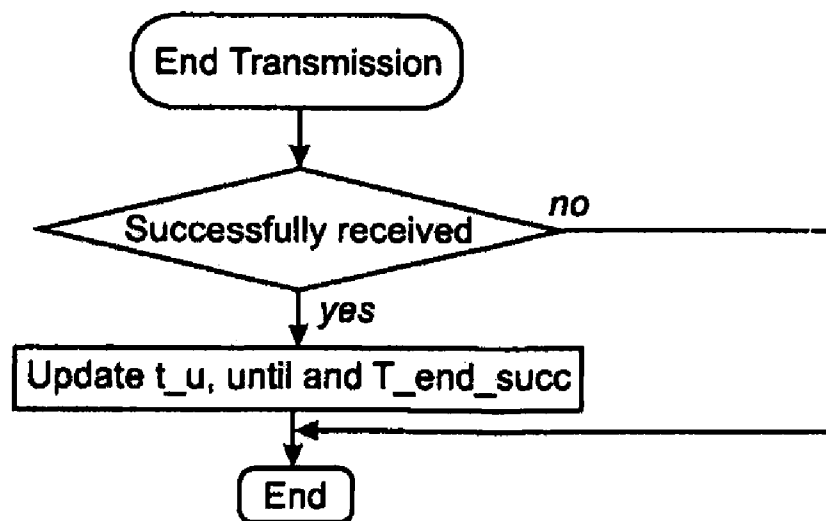 End Transmission
Successfully received
no
yes
Update t_u, until and T_end_succ
End